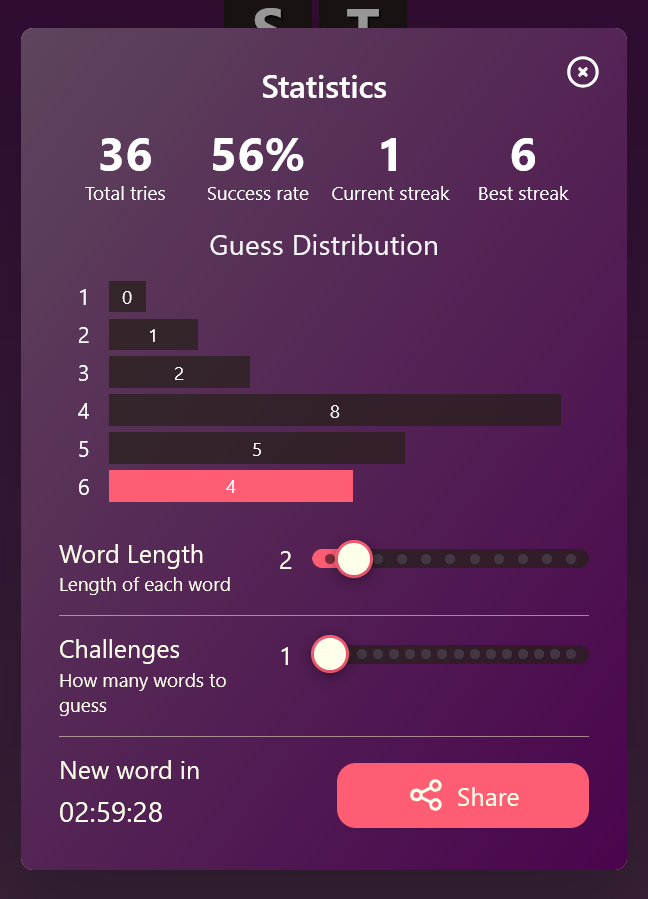 S T
Statistics
36 56% 1 6
Total tries Success rate Current streak Best streak
Guess Distribution
1 0
2 1
3 2
4 8
5 5
6 4
Word Length 2
Length of each word
Challenges 1
How many words to
guess
New word in
02:59:28
Share